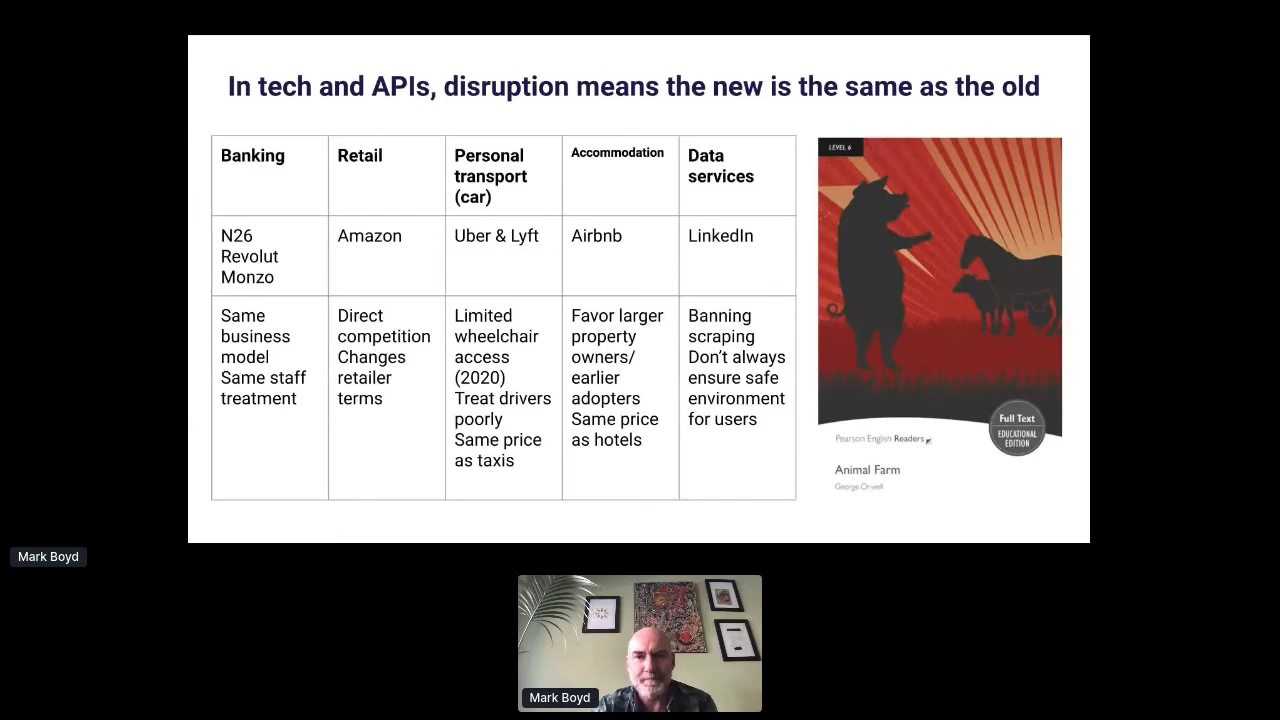 In tech and APIs, disruption means the new is the same as the old
Banking
Retail
Personal
transport
(car)
Accommodation
Data
services
N26
Revolut
Monzo
Amazon
Uber & Lyft
Airbnb
LinkedIn
Same
business
model
Same staff
treatment
Direct
competition
Changes
retailer
terms
Limited
wheelchair
access
(2020)
Treat drivers
poorly
Same price
as taxis
Favor larger
property
owners/
earlier
adopters
Same price
as hotels
Banning
scraping
Don't always
ensure safe
environment
for users
LEVEL 6
Full Text
EDUCATIONAL
EDITION
Pearson English Readers
Animal Farm
George Orwell
Mark Boyd
Mark Boyd